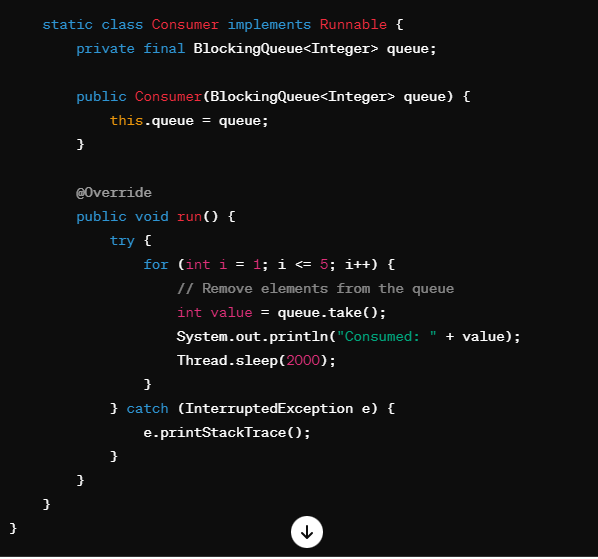 static class Consumer implements Runnable {
private final BlockingQueue<Integer> queue;
public Consumer(BlockingQueue<Integer> queue) {
this.queue = queue;
}
@Override
public void run() {
try {
for (int i = 1; i <= 5; i++) {
// Remove elements from the queue
int value = queue.take();
System.out.println("Consumed: " + value);
Thread.sleep(2000);
}
} catch (InterruptedException e) {
e.printStackTrace();
}
}
}
}